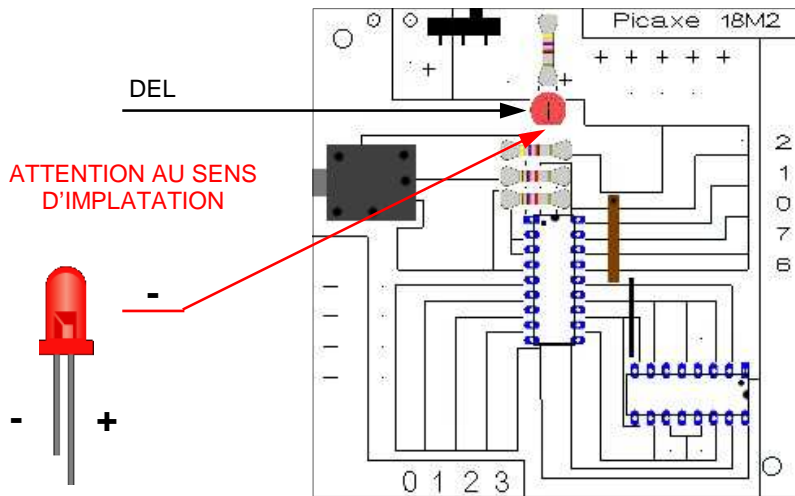 Picaxe 18M2
+ + + + +
+
+
DEL
ATTENTION AU SENS
D'IMPLATATION
2
1
0
7
6
-
- +
0 1 2 3